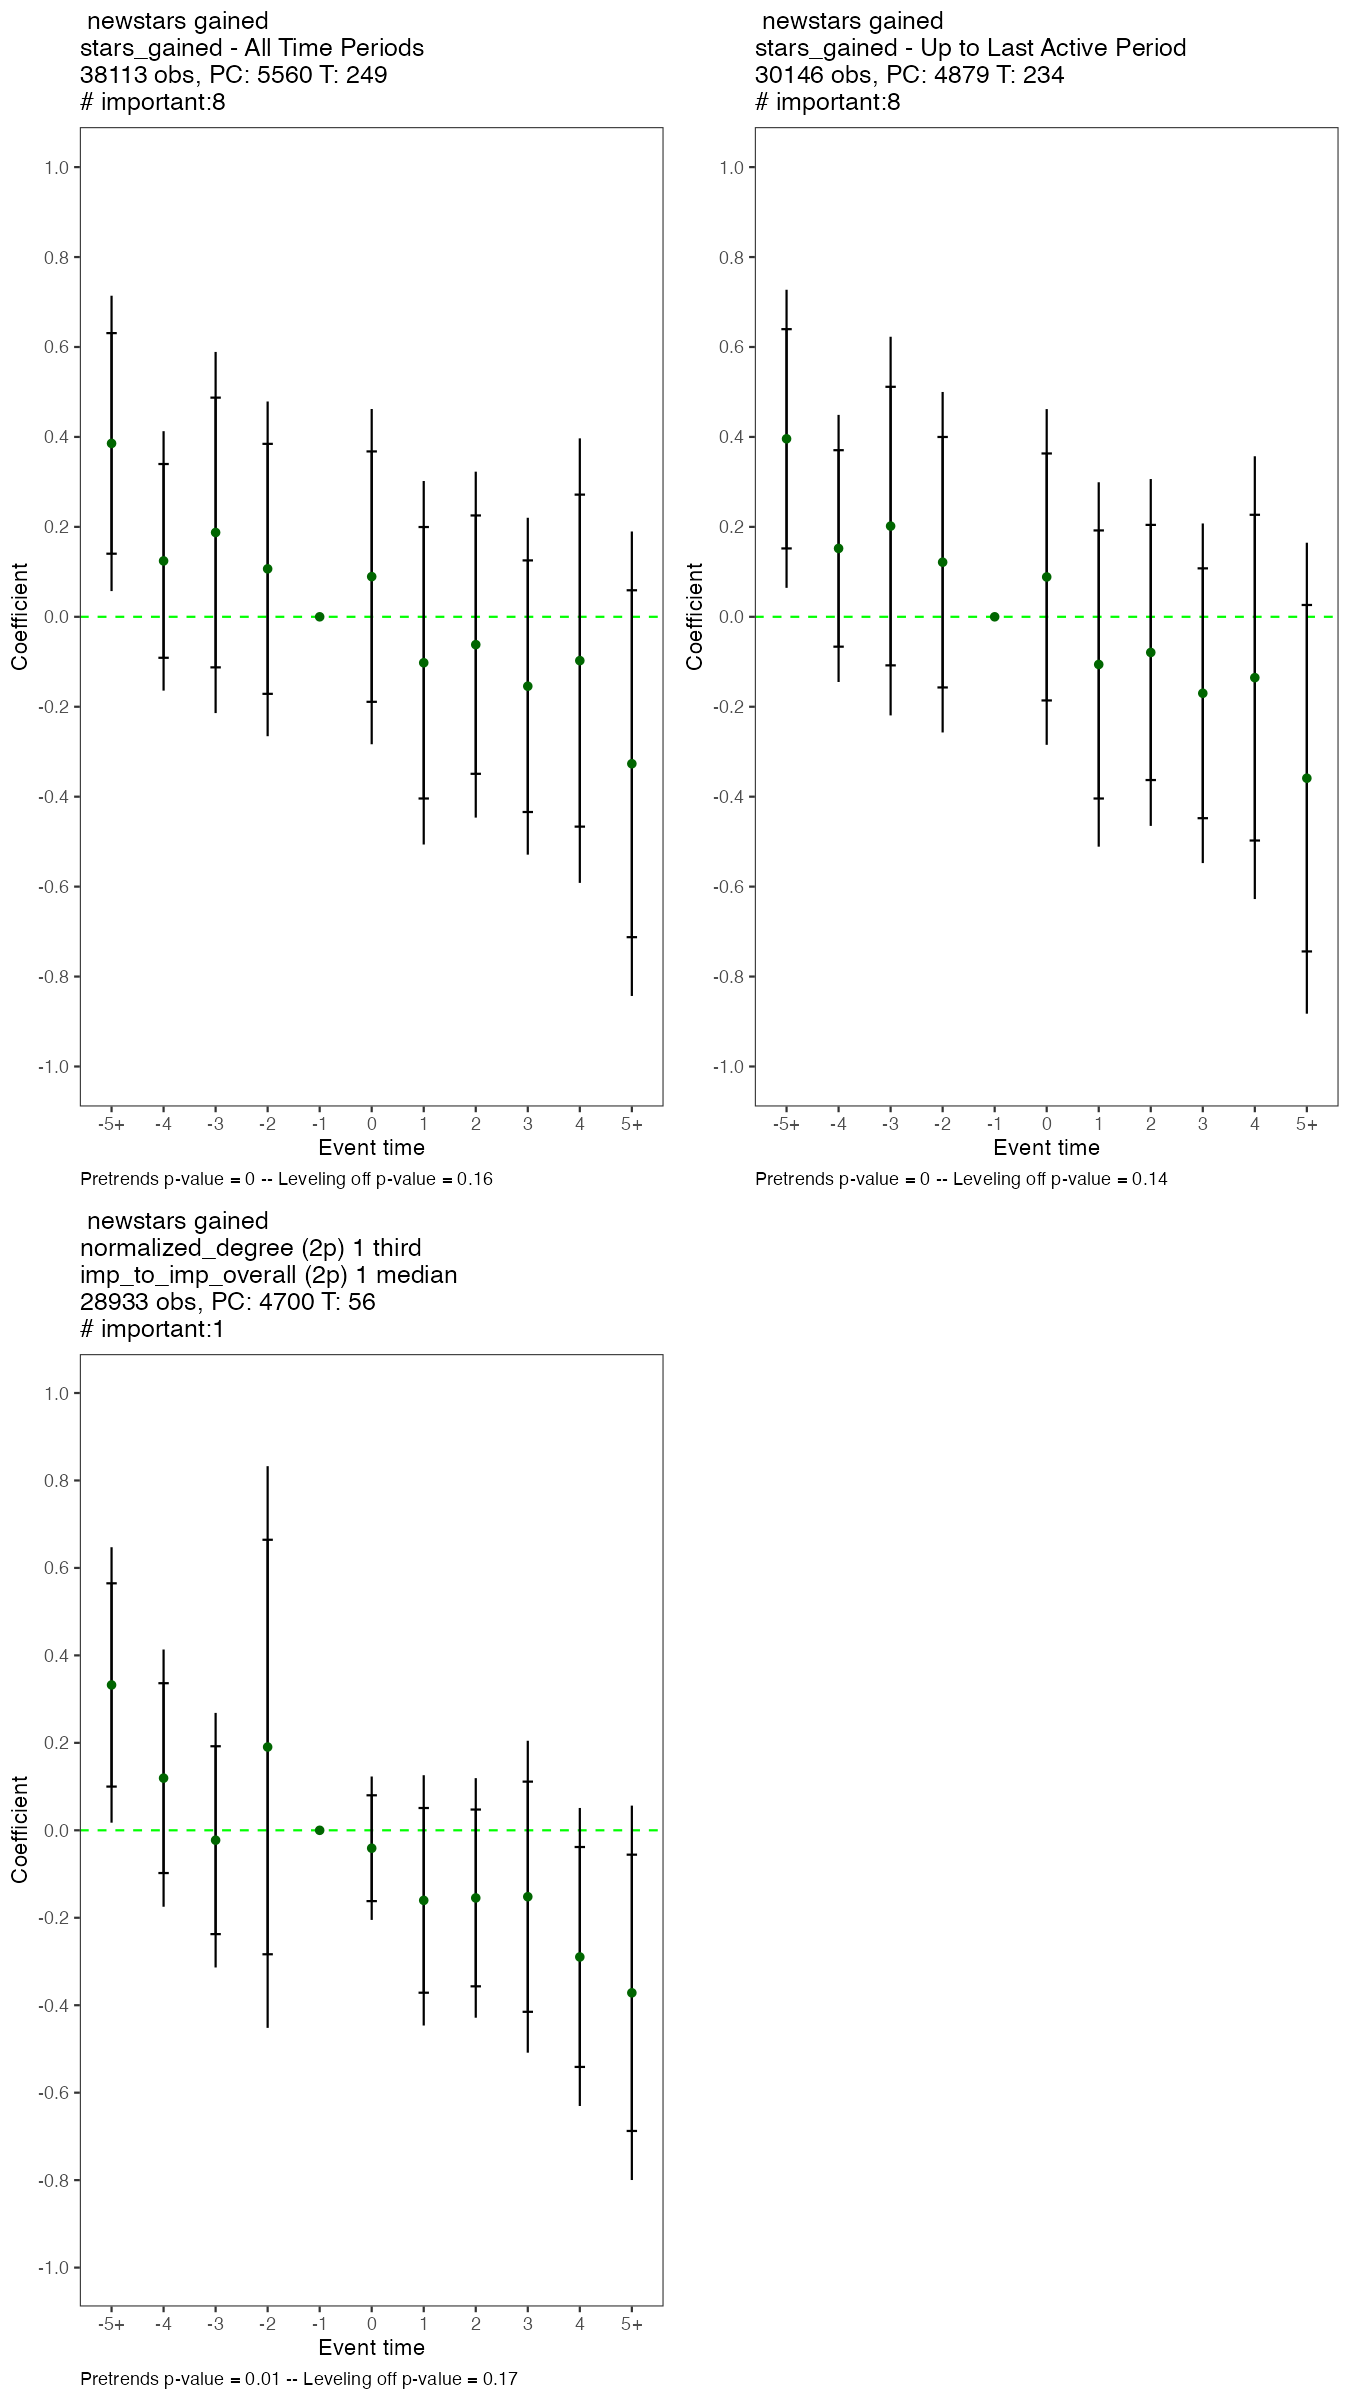 newstars gained
stars_gained - All Time Periods
38113 obs, PC: 5560 T: 249
# important:8
1.0
0.8
0.6
0.4
0.2
0.0
-0.2
-0.4
-0.6
-0.8
-1.0
Coefficient
-5+ -4 -3 -2 -1 0 1 2 3 4 5+
Event time
Pretrends p-value = 0 -- Leveling off p-value = 0.16
newstars gained
stars_gained - Up to Last Active Period
30146 obs, PC: 4879 T: 234
# important:8
1.0
0.8
0.6
0.4
0.2
0.0
-0.2
-0.4
-0.6
-0.8
-1.0
Coefficient
-5+ -4 -3 -2 -1 0 1 2 3 4 5+
Event time
Pretrends p-value = 0 -- Leveling off p-value = 0.14
newstars gained
normalized_degree (2p) 1 third
imp_to_imp_overall (2p) 1 median
28933 obs, PC: 4700 T: 56
# important:1
1.0
0.8
0.6
0.4
0.2
0.0
-0.2
-0.4
-0.6
-0.8
-1.0
Coefficient
-5+ -4 -3 -2 -1 0 1 2 3 4 5+
Event time
Pretrends p-value = 0.01 -- Leveling off p-value = 0.17